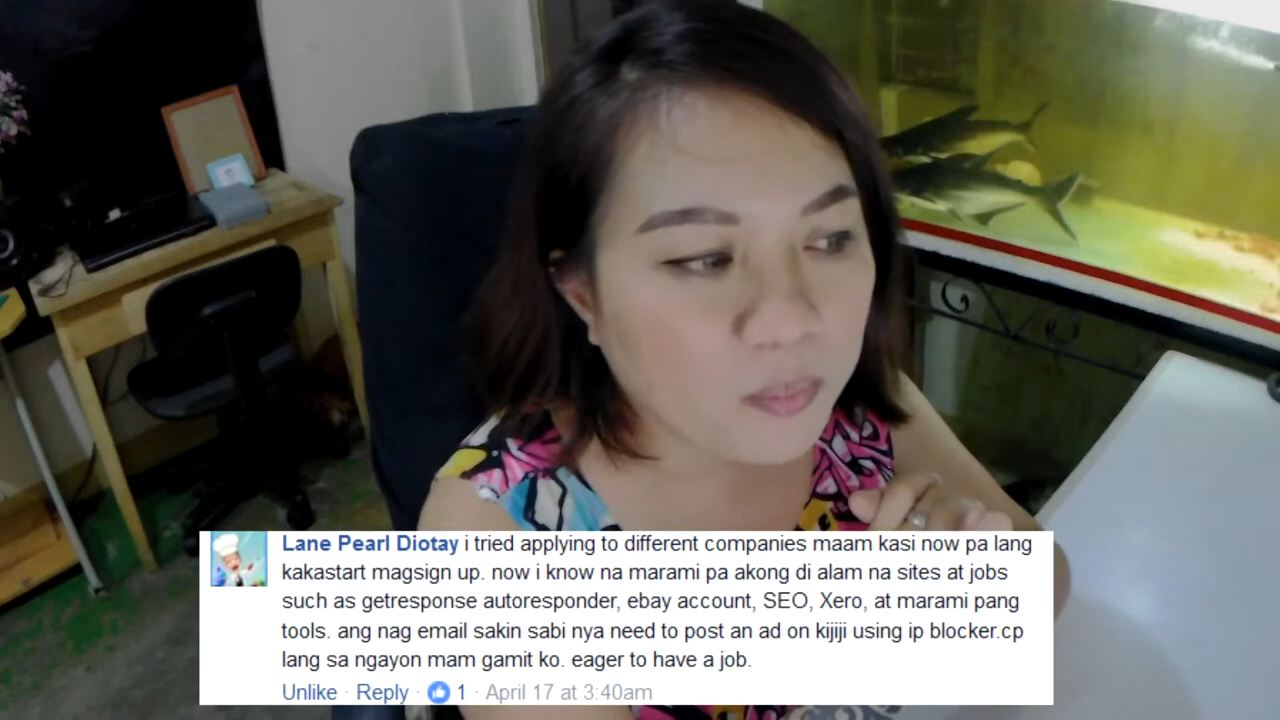 Lane Pearl Diotay i tried applying to different companies maam kasi now pa lang
kakastart magsign up. now i know na marami pa akong di alam na sites at jobs
such as getresponse autoresponder, ebay account, SEO, Xero, at marami pang
tools. ang nag email sakin sabi nya need to post an ad on kijiji using ip blocker.cp
lang sa ngayon mam gamit ko. eager to have a job.
Unlike · Reply · 1 · April 17 at 3:40am